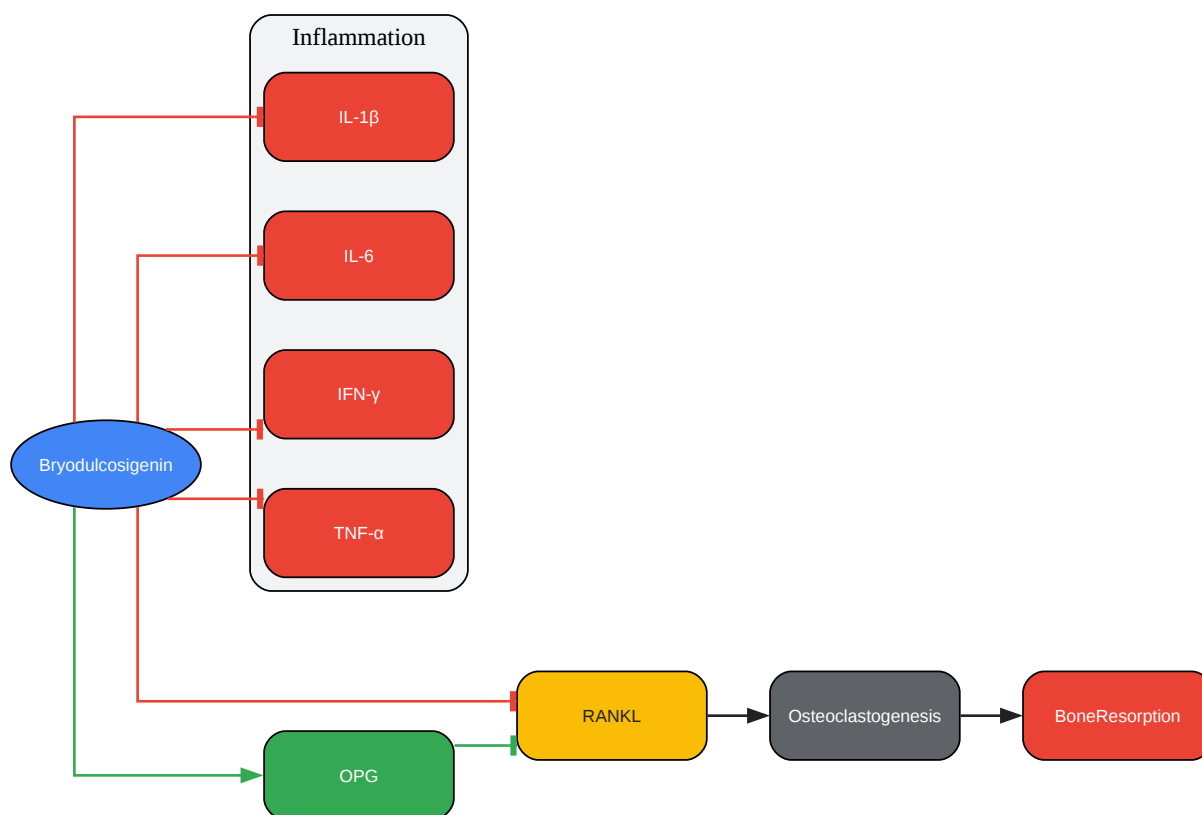 Inflammation
IL-1β
IL-6
IFN-γ
Bryodulcosigenin
TNF-α
RANKL
Osteoclastogenesis
BoneResorption
OPG